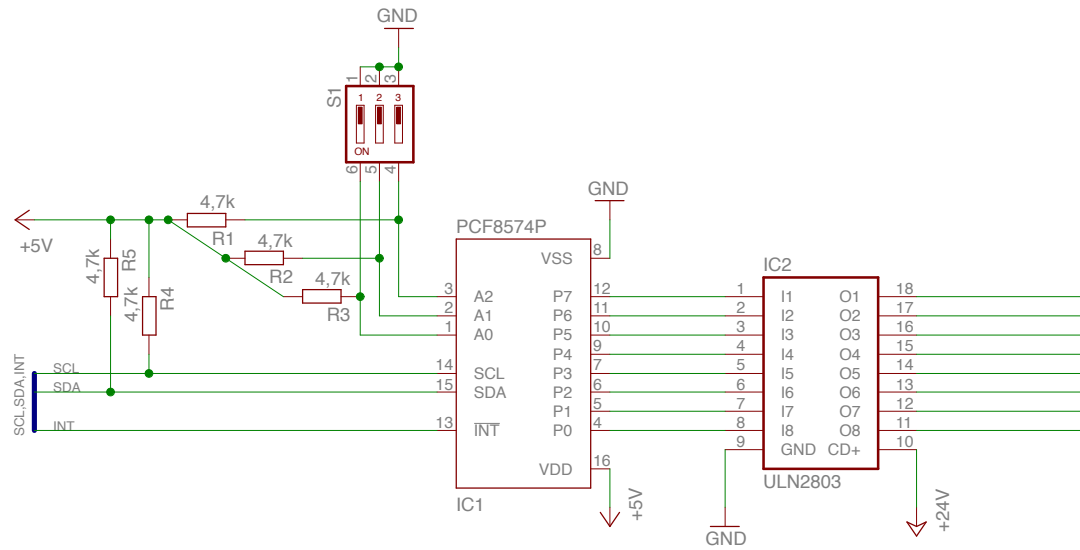 GND
1 2 3
S1
1 2 3
ON
6 5 4
4,7k
R1
+5V
4,7k
R2
4,7k
R3
4,7k
R5
4,7k
R4
SCL,SDA,INT
SCL
SDA
INT
PCF8574P
GND
VSS 8
3 A2 P7 12
2 A1 P6 11
1 A0 P5 10
P4 9
14 SCL P3 7
15 SDA P2 6
P1 5
13 INT P0 4
VDD 16
IC1
+5V
IC2
1 I1 O1 18
2 I2 O2 17
3 I3 O3 16
4 I4 O4 15
5 I5 O5 14
6 I6 O6 13
7 I7 O7 12
8 I8 O8 11
9 GND CD+ 10
ULN2803
GND
+24V